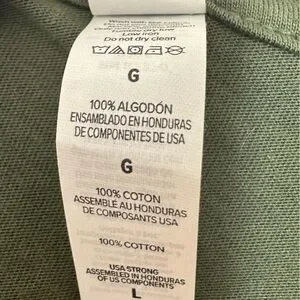 Wash with like colors
Tumble dry low
Low iron
Do not dry clean
G
100% ALGODÓN
ENSAMBLADO EN HONDURAS
DE COMPONENTES DE USA
G
100% COTON
ASSEMBLÉ AU HONDURAS
DE COMPOSANTS USA
100% COTTON
USA STRONG
ASSEMBLED IN HONDURAS
OF US COMPONENTS
L